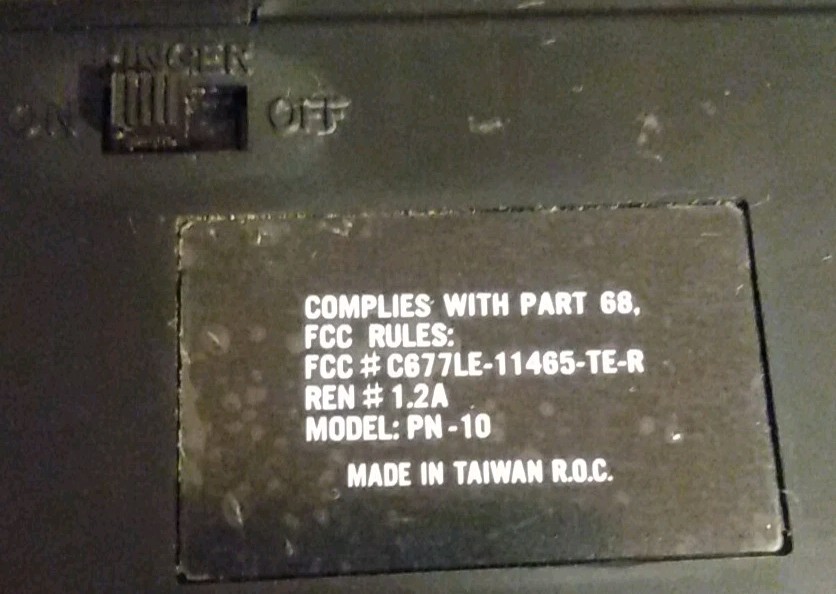 RINGER
ON OFF
COMPLIES WITH PART 68,
FCC RULES:
FCC # C677LE-11465-TE-R
REN # 1.2A
MODEL: PN-10
MADE IN TAIWAN R.O.C.